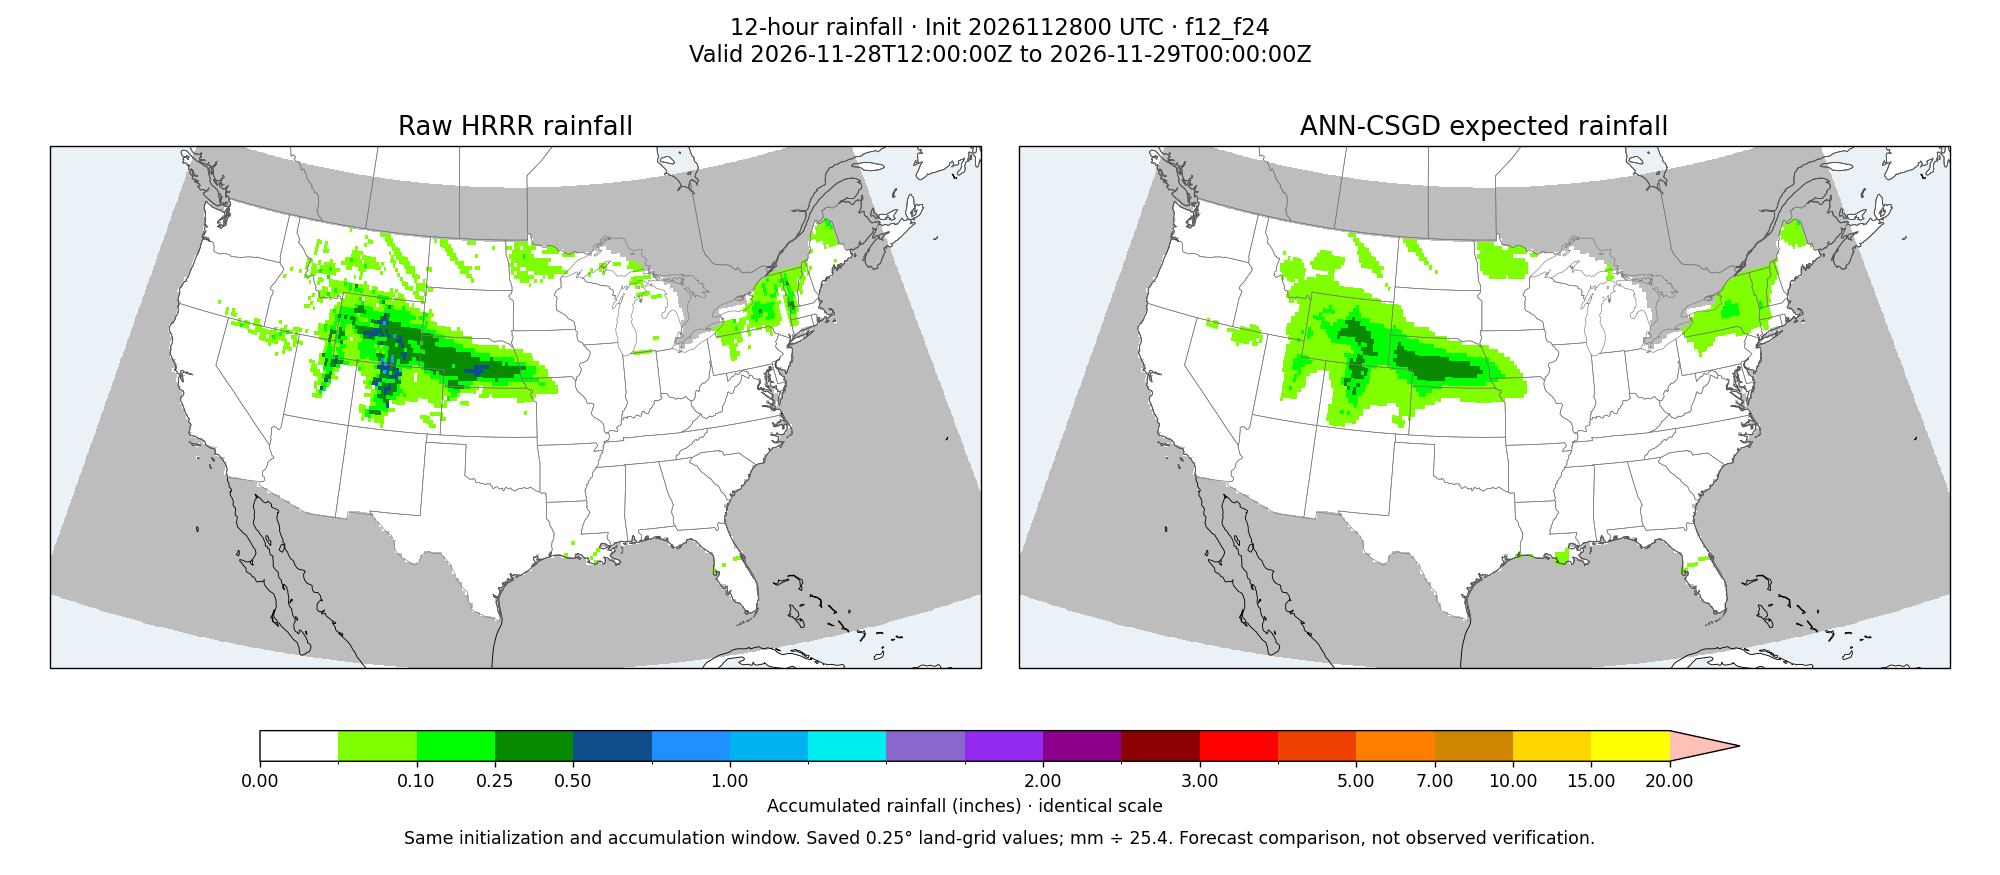 12-hour rainfall · Init 2026112800 UTC · f12_f24
Valid 2026-11-28T12:00:00Z to 2026-11-29T00:00:00Z
Raw HRRR rainfall
ANN-CSGD expected rainfall
0.00 0.10 0.25 0.50 1.00 2.00 3.00 5.00 7.00 10.00 15.00 20.00
Accumulated rainfall (inches) · identical scale
Same initialization and accumulation window. Saved 0.25° land-grid values; mm ÷ 25.4. Forecast comparison, not observed verification.